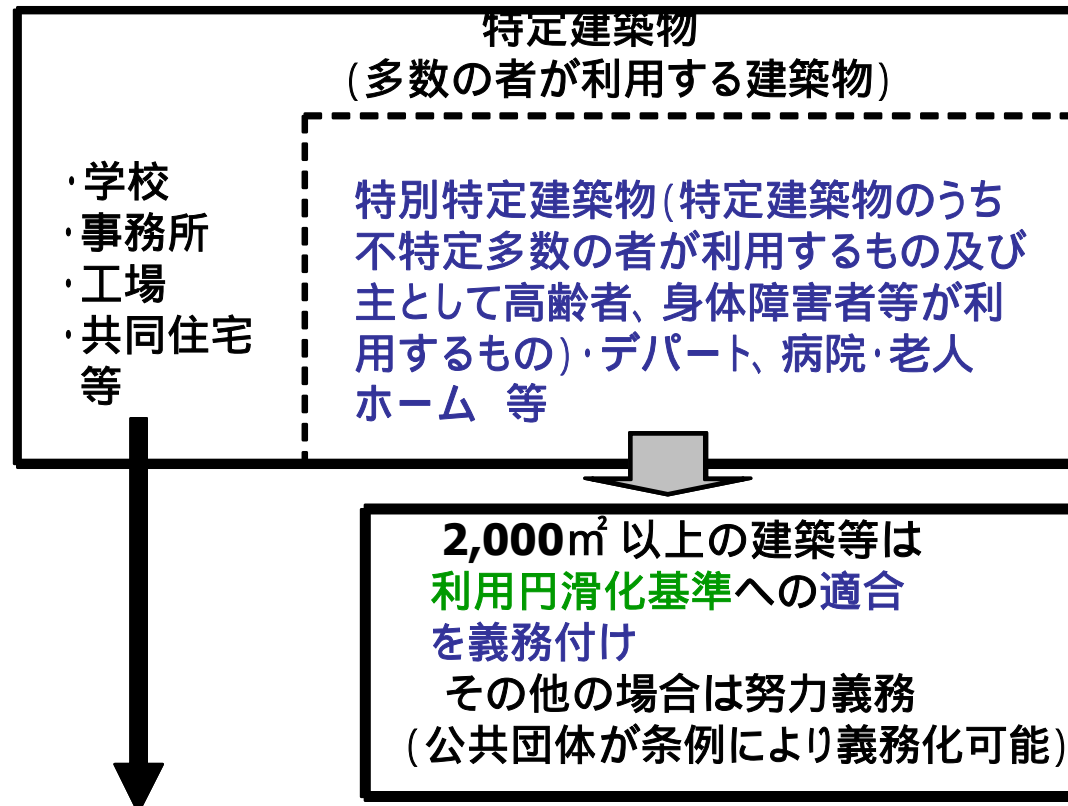 特定建築物
(多数の者が利用する建築物)
·学校
·事務所
·工場
·共同住宅
等
特別特定建築物(特定建築物のうち
不特定多数の者が利用するもの及び
主として高齢者、身体障害者等が利
用するもの)·デパート、病院·老人
ホーム 等
2,000㎡ 以上の建築等は
利用円滑化基準への適合
を義務付け
その他の場合は努力義務
(公共団体が条例により義務化可能)